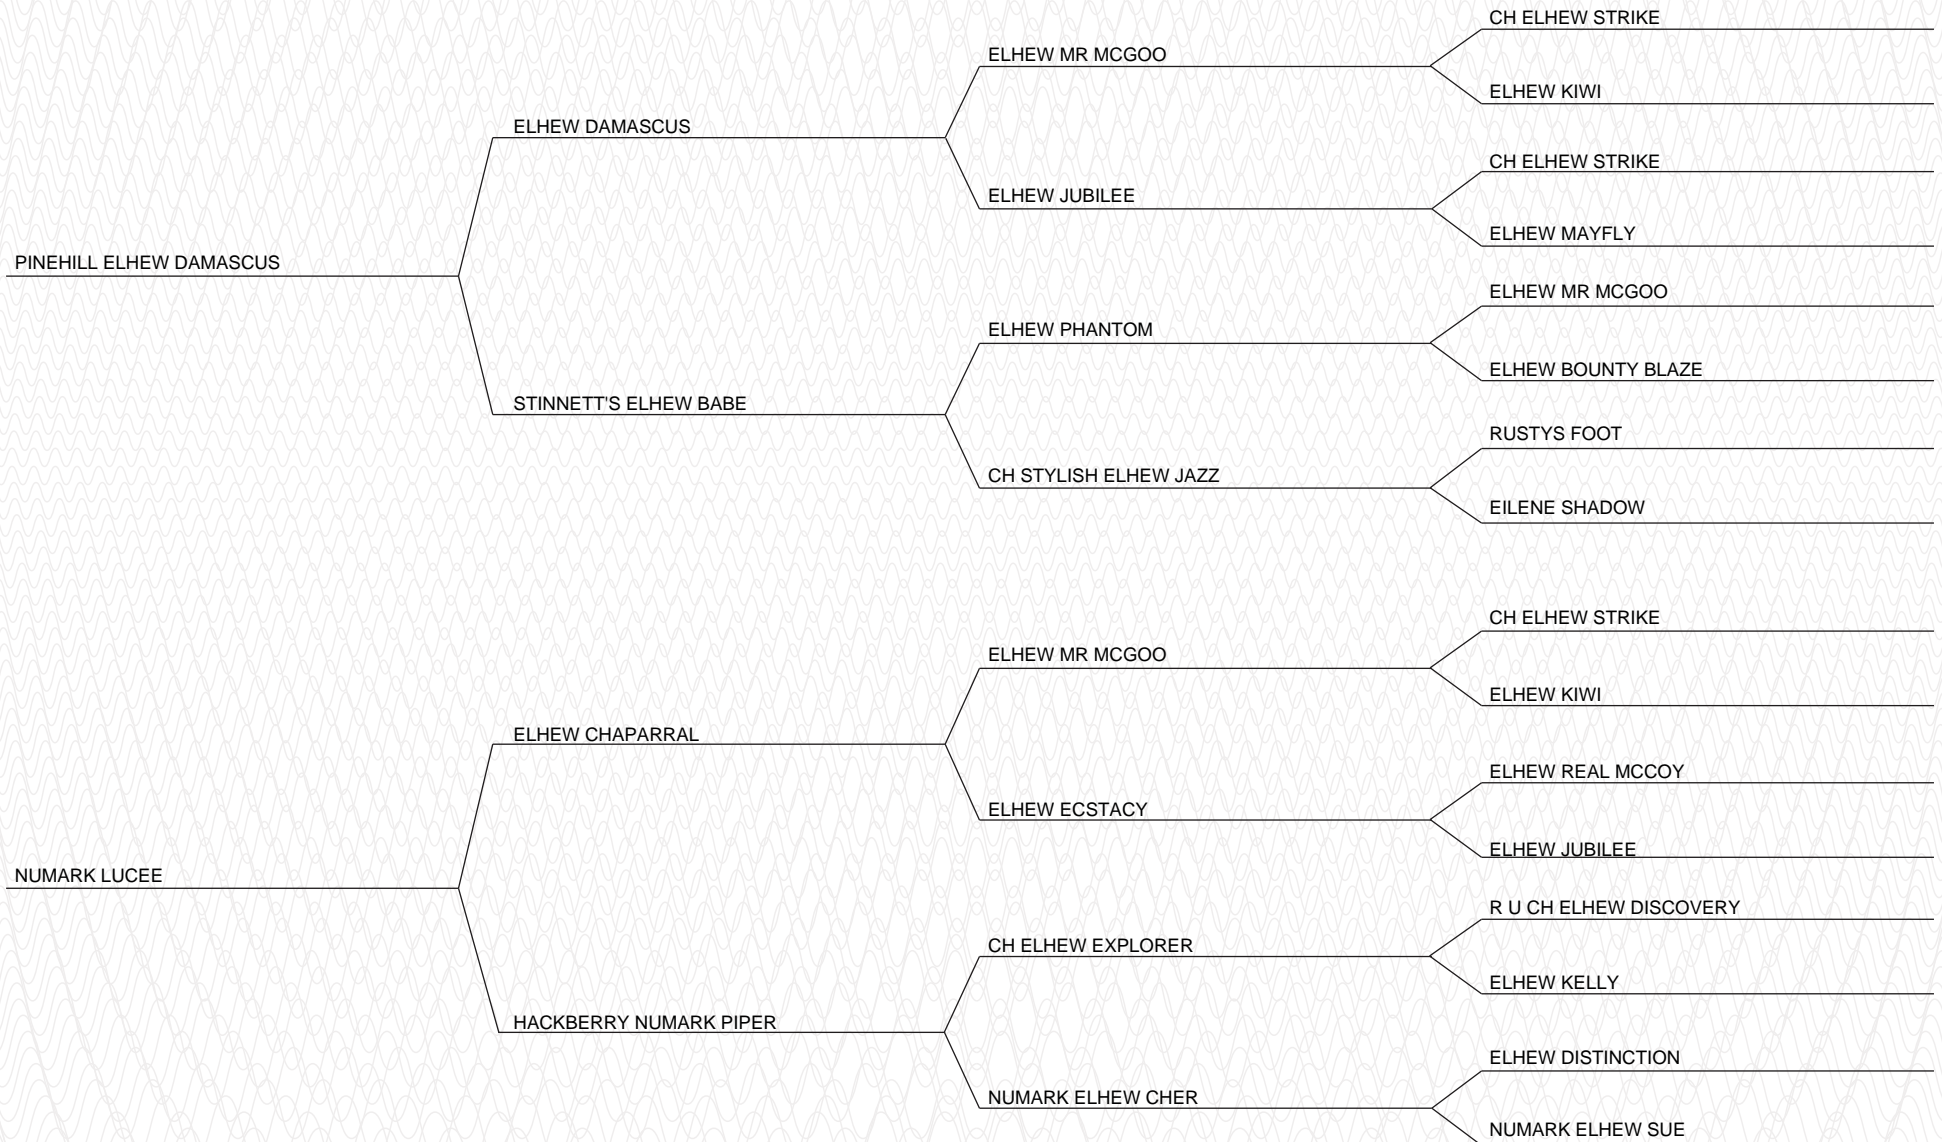 CH ELHEW STRIKE
ELHEW MR MCGOO
ELHEW KIWI
ELHEW DAMASCUS
CH ELHEW STRIKE
ELHEW JUBILEE
ELHEW MAYFLY
PINEHILL ELHEW DAMASCUS
ELHEW MR MCGOO
ELHEW PHANTOM
ELHEW BOUNTY BLAZE
STINNETT'S ELHEW BABE
RUSTYS FOOT
CH STYLISH ELHEW JAZZ
EILENE SHADOW
CH ELHEW STRIKE
ELHEW MR MCGOO
ELHEW KIWI
ELHEW CHAPARRAL
ELHEW REAL MCCOY
ELHEW ECSTACY
ELHEW JUBILEE
NUMARK LUCEE
R U CH ELHEW DISCOVERY
CH ELHEW EXPLORER
ELHEW KELLY
HACKBERRY NUMARK PIPER
ELHEW DISTINCTION
NUMARK ELHEW CHER
NUMARK ELHEW SUE